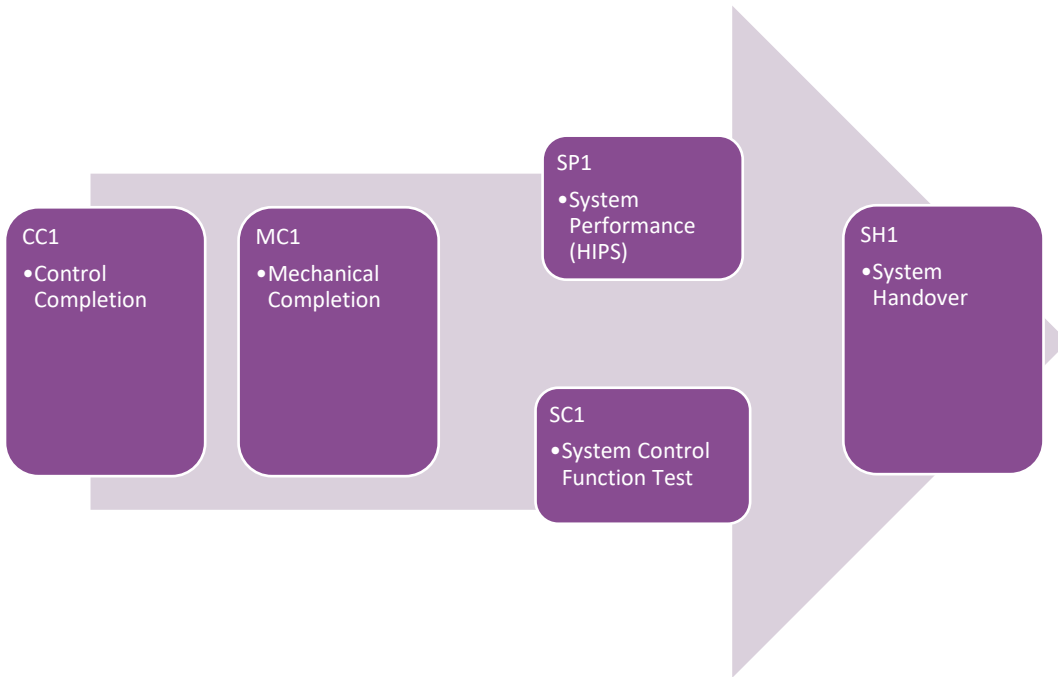 CC1
•Control
Completion
MC1
•Mechanical
Completion
SP1
•System
Performance
(HIPS)
SC1
•System Control
Function Test
SH1
•System
Handover